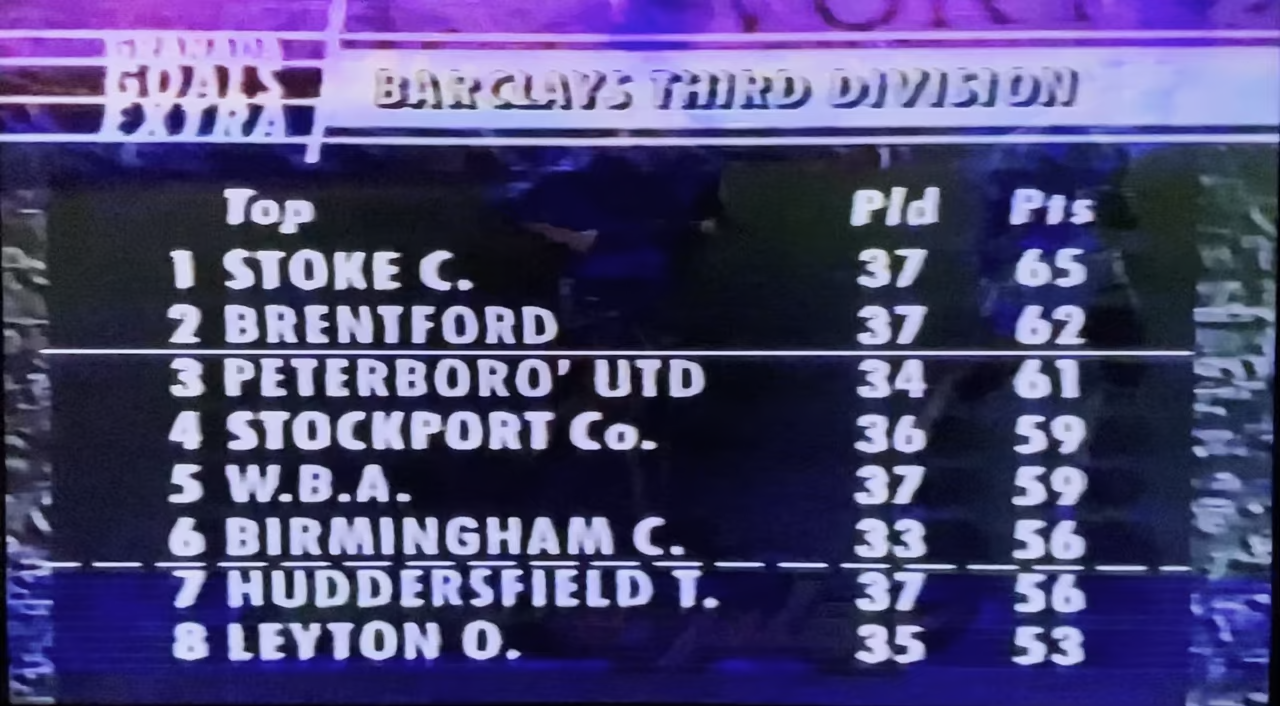 GRANADA
GOALS
EXTRA
BARCLAYS THIRD DIVISION
Top Pld Pts
1 STOKE C. 37 65
2 BRENTFORD 37 62
3 PETERBORO' UTD 34 61
4 STOCKPORT Co. 36 59
5 W.B.A. 37 59
6 BIRMINGHAM C. 33 56
7 HUDDERSFIELD T. 37 56
8 LEYTON O. 35 53